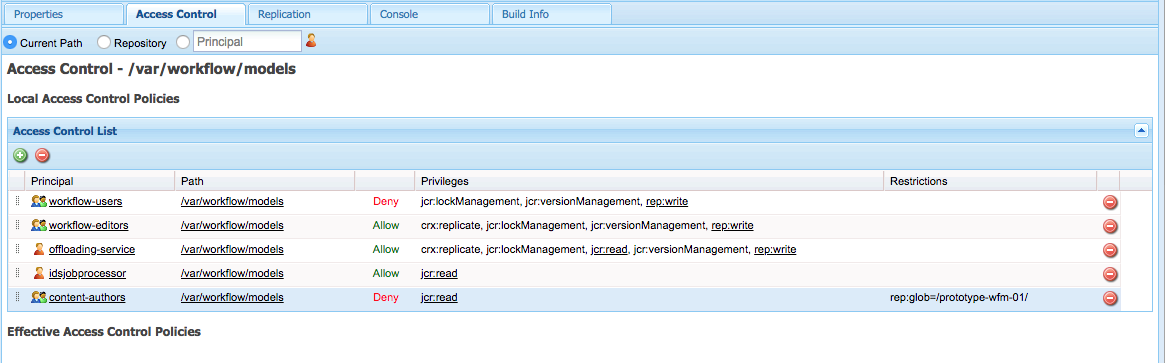 Properties Access Control Replication Console Build Info
Current Path Repository Principal
Access Control - /var/workflow/models
Local Access Control Policies
Access Control List
Principal Path Privileges Restrictions
workflow-users /var/workflow/models Deny jcr:lockManagement, jcr:versionManagement, rep:write
workflow-editors /var/workflow/models Allow crx:replicate, jcr:lockManagement, jcr:versionManagement, rep:write
offloading-service /var/workflow/models Allow crx:replicate, jcr:lockManagement, jcr:read, jcr:versionManagement, rep:write
idsjobprocessor /var/workflow/models Allow jcr:read
content-authors /var/workflow/models Deny jcr:read rep:glob=/prototype-wfm-01/
Effective Access Control Policies